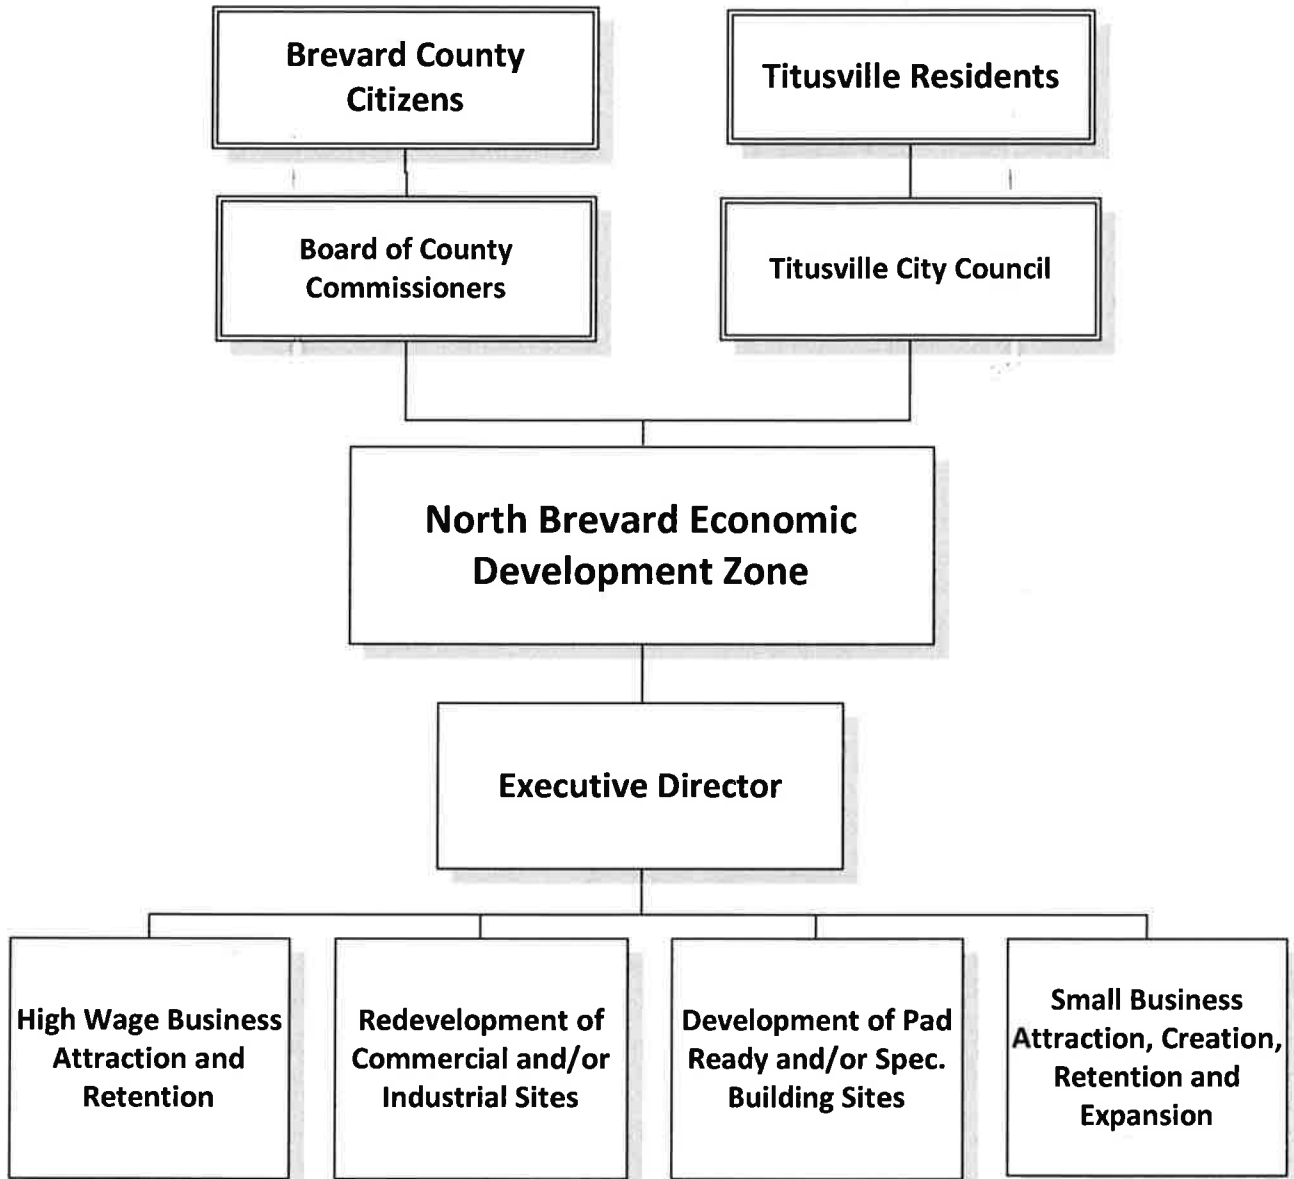 Brevard County
Citizens
Titusville Residents
Board of County
Commissioners
Titusville City Council
North Brevard Economic
Development Zone
Executive Director
High Wage Business
Attraction and
Retention
Redevelopment of
Commercial and/or
Industrial Sites
Development of Pad
Ready and/or Spec.
Building Sites
Small Business
Attraction, Creation,
Retention and
Expansion